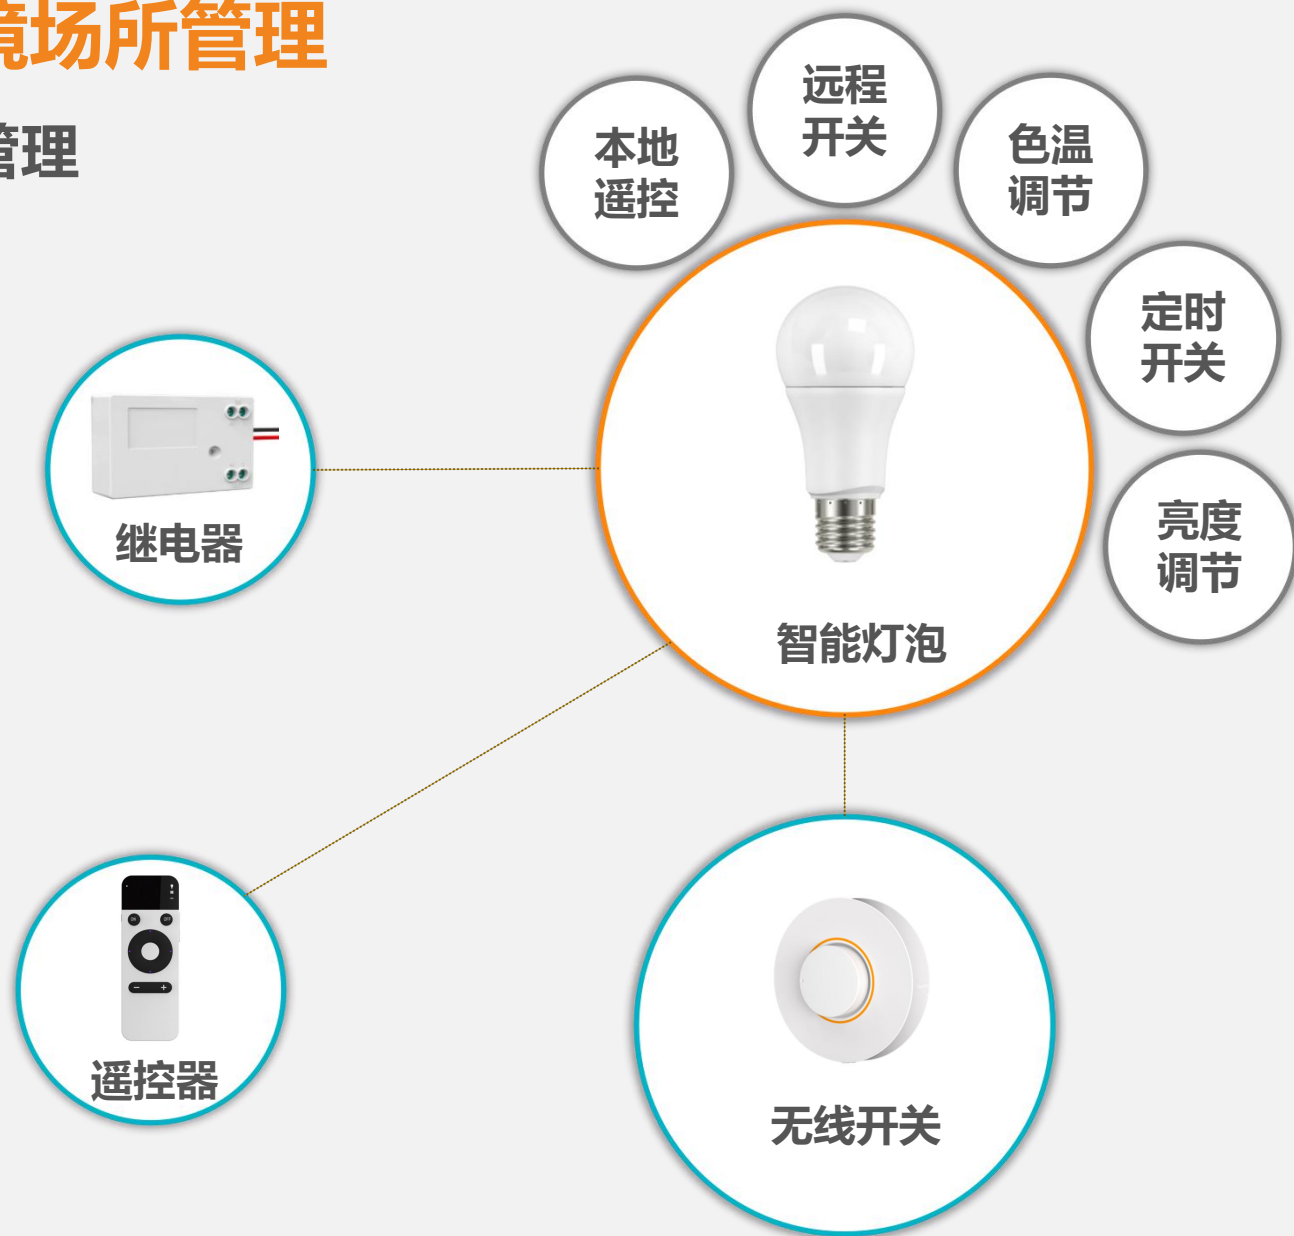 境场所管理
管理
本地
遥控
远程
开关
色温
调节
定时
开关
亮度
调节
继电器
智能灯泡
ON
OFF
遥控器
无线开关